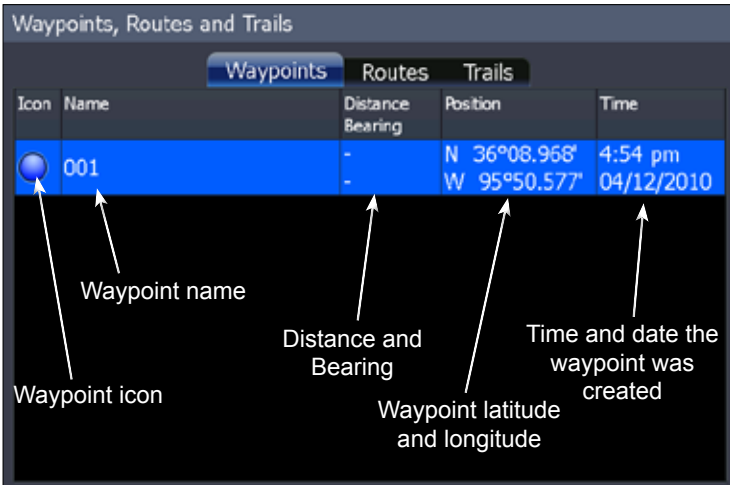 Waypoints, Routes and Trails
Waypoints Routes Trails
Icon Name Distance Bearing Position Time
001 - N 36°08.968' 4:54 pm
- W 95°50.577' 04/12/2010
Waypoint name
Distance and
Bearing
Time and date the
waypoint was
created
Waypoint icon
Waypoint latitude
and longitude